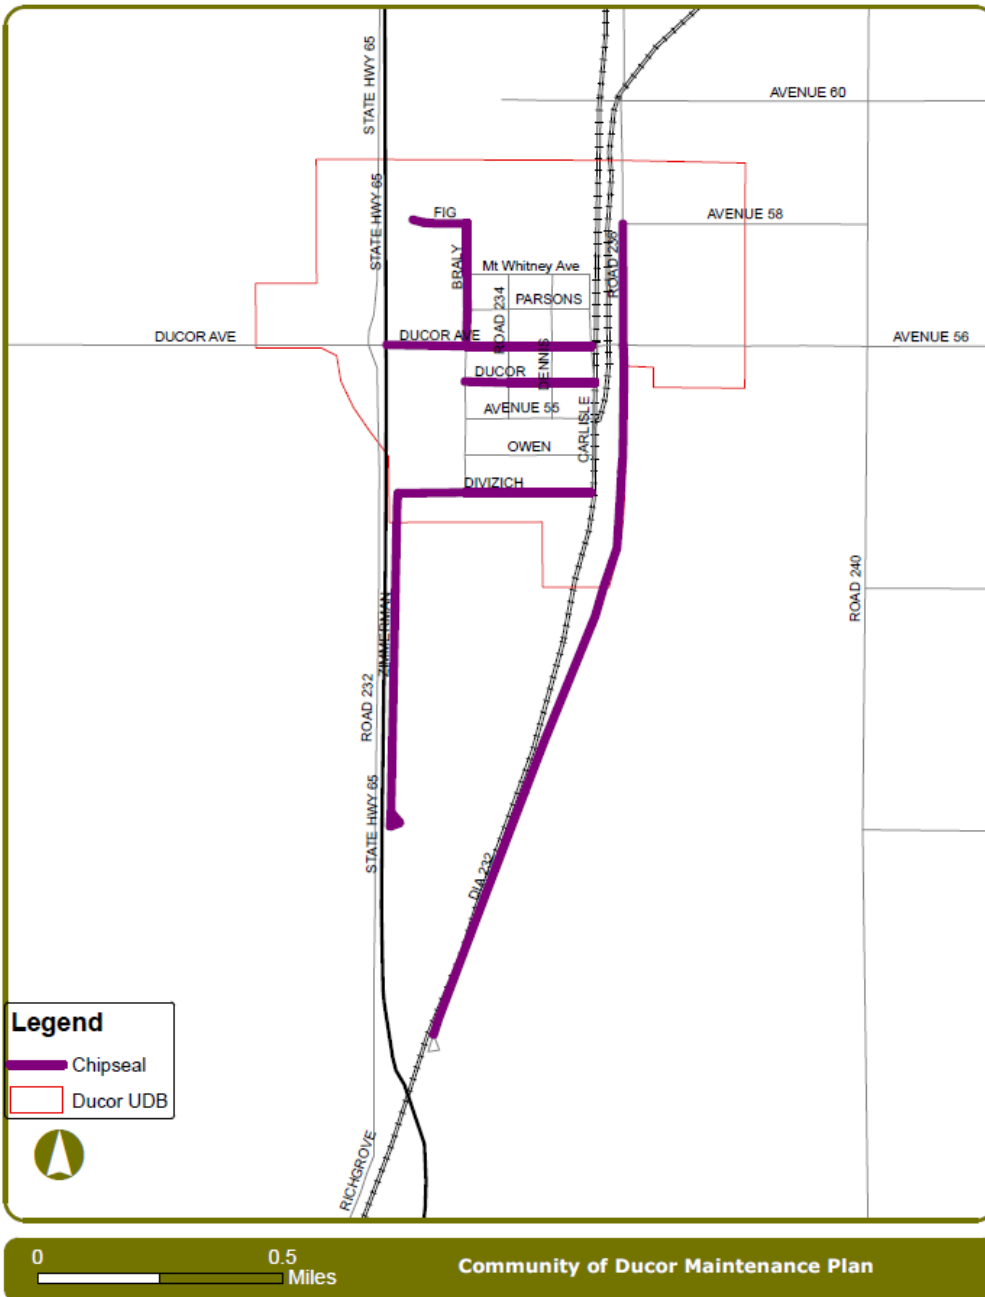 STATE HWY 65
AVENUE 60
STATE HWY 65
FIG
AVENUE 58
BRALY
ROAD 236
Mt Whitney Ave
ROAD 234
PARSONS
DUCOR AVE
DUCOR AVE
AVENUE 56
DENNIS
DUCOR
AVENUE 55
CARLISLE
OWEN
DIVIZICH
ROAD 240
ZIMMERMAN
ROAD 232
STATE HWY 65
DIA 232
RICHGROVE
Legend
Chipseal
Ducor UDB
0 0.5
Miles
Community of Ducor Maintenance Plan